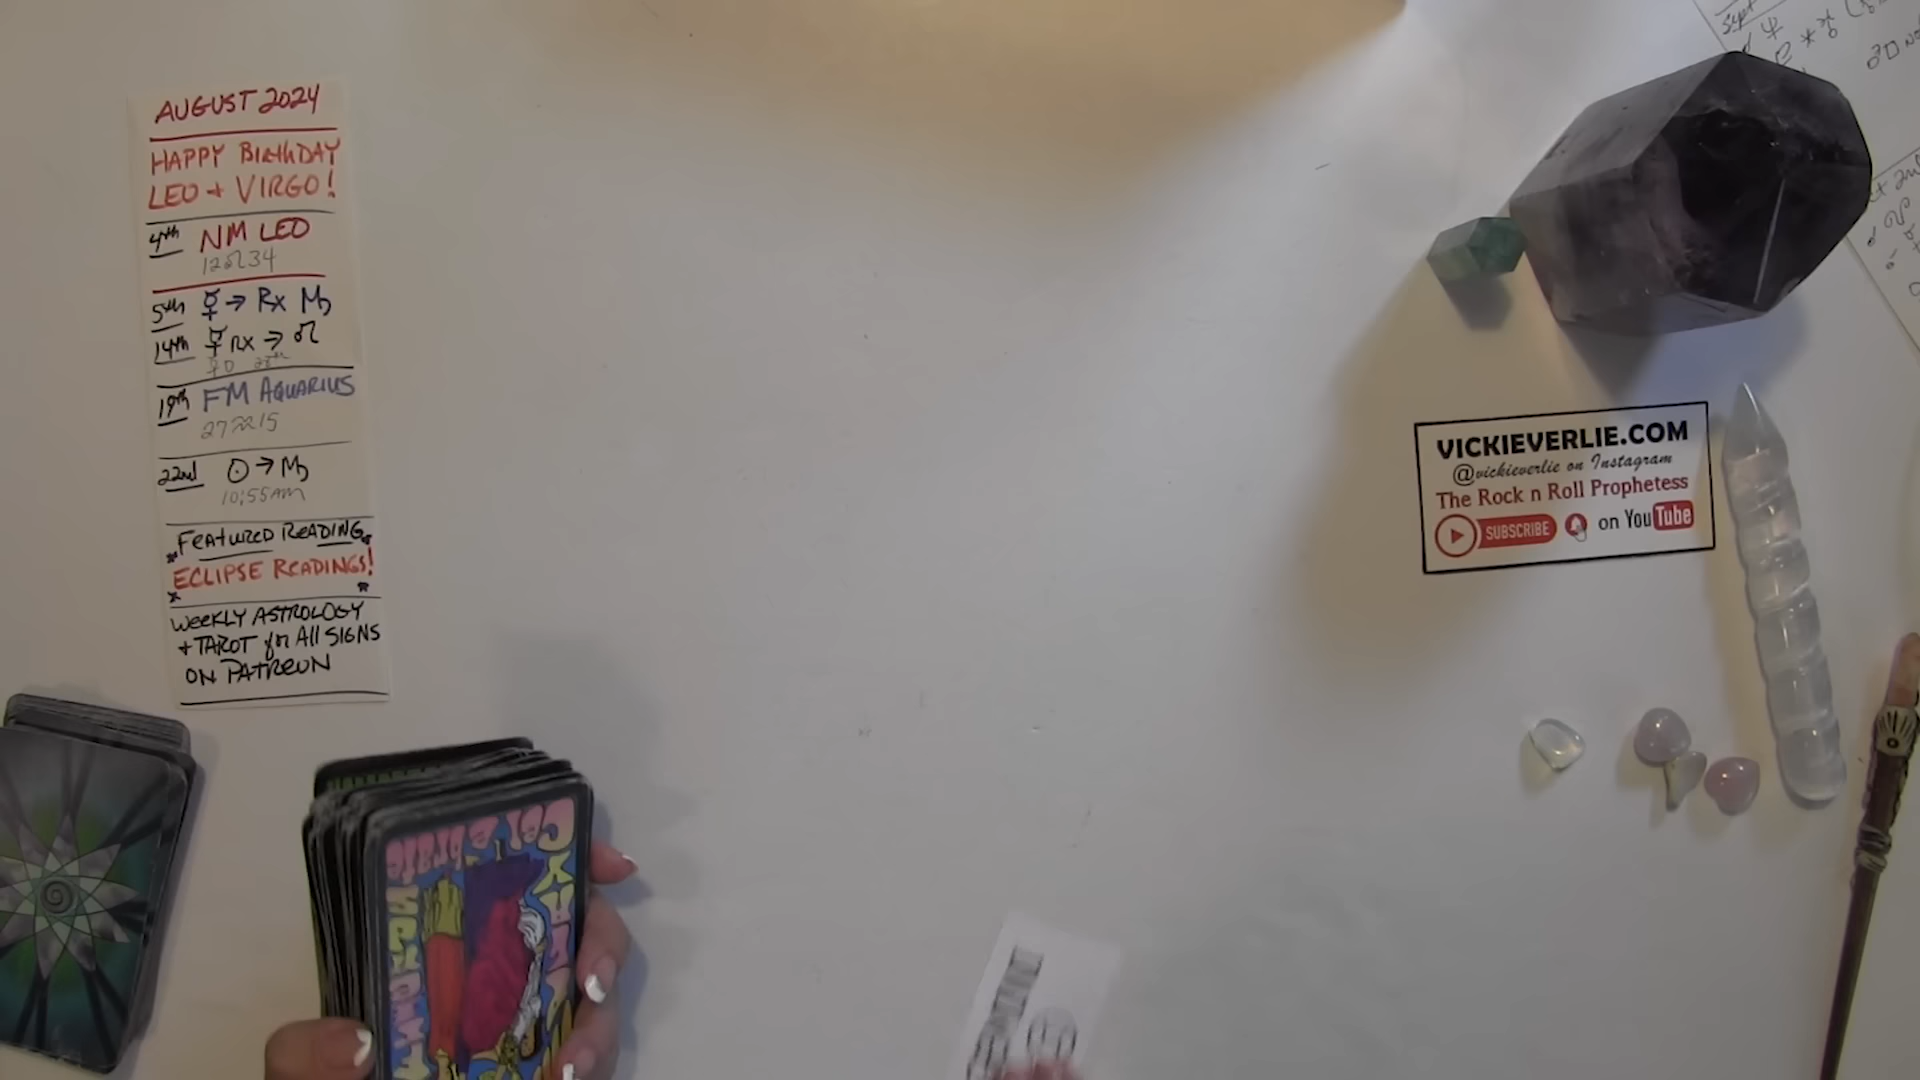 AUGUST 2024
HAPPY BIRTHDAY
LEO + VIRGO!
4th NM LEO
12♌34
5th ☿→ Rx ♍
14th ☿ Rx → ♌
19th FM AQUARIUS
27♒15
22nd ☉→♍
10:55AM
FEATURED READING
ECLIPSE READINGS!
WEEKLY ASTROLOGY
+ TAROT for All SIGNS
ON PATREON
VICKIEVERLIE.COM
@vickieverlie on Instagram
The Rock n Roll Prophetess
SUBSCRIBE on YouTube
Sept